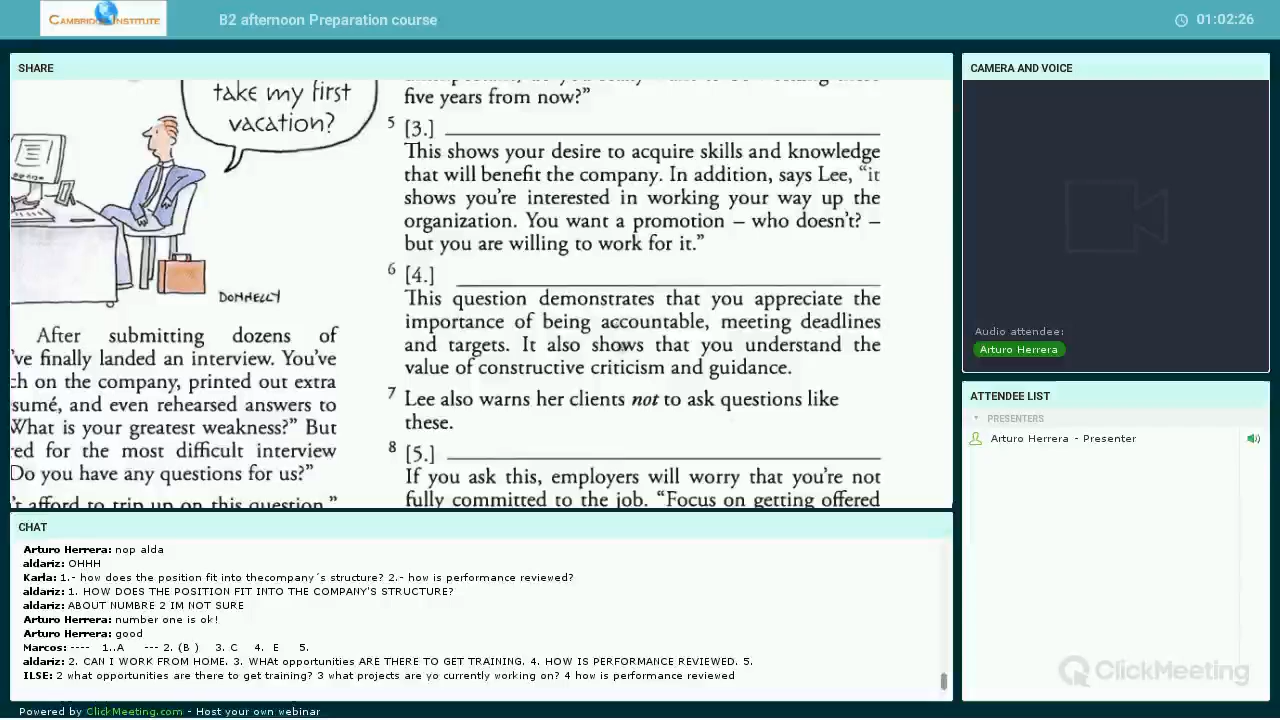 CAMBRIDGE INSTITUTE
B2 afternoon Preparation course
01:02:26
SHARE
take my first
vacation?
DONNELLY
After submitting dozens of
've finally landed an interview. You've
ch on the company, printed out extra
sumé, and even rehearsed answers to
What is your greatest weakness?" But
red for the most difficult interview
Do you have any questions for us?"
't afford to trip up on this question."
five years from now?"
5 [3.]
This shows your desire to acquire skills and knowledge
that will benefit the company. In addition, says Lee, "it
shows you're interested in working your way up the
organization. You want a promotion – who doesn't? –
but you are willing to work for it."
6 [4.]
This question demonstrates that you appreciate the
importance of being accountable, meeting deadlines
and targets. It also shows that you understand the
value of constructive criticism and guidance.
7 Lee also warns her clients not to ask questions like
these.
8 [5.]
If you ask this, employers will worry that you're not
fully committed to the job. "Focus on getting offered
CAMERA AND VOICE
Audio attendee:
Arturo Herrera
ATTENDEE LIST
PRESENTERS
Arturo Herrera - Presenter
ClickMeeting
CHAT
Arturo Herrera: nop alda
aldariz: OHHH
Karla: 1.- how does the position fit into thecompany´s structure? 2.- how is performance reviewed?
aldariz: 1. HOW DOES THE POSITION FIT INTO THE COMPANY'S STRUCTURE?
aldariz: ABOUT NUMBRE 2 IM NOT SURE
Arturo Herrera: number one is ok!
Arturo Herrera: good
Marcos: ---- 1..A --- 2. (B ) 3. C 4. E 5.
aldariz: 2. CAN I WORK FROM HOME. 3. WHAt opportunities ARE THERE TO GET TRAINING. 4. HOW IS PERFORMANCE REVIEWED. 5.
ILSE: 2 what opportunities are there to get training? 3 what projects are yo currently working on? 4 how is performance reviewed
Powered by ClickMeeting.com - Host your own webinar